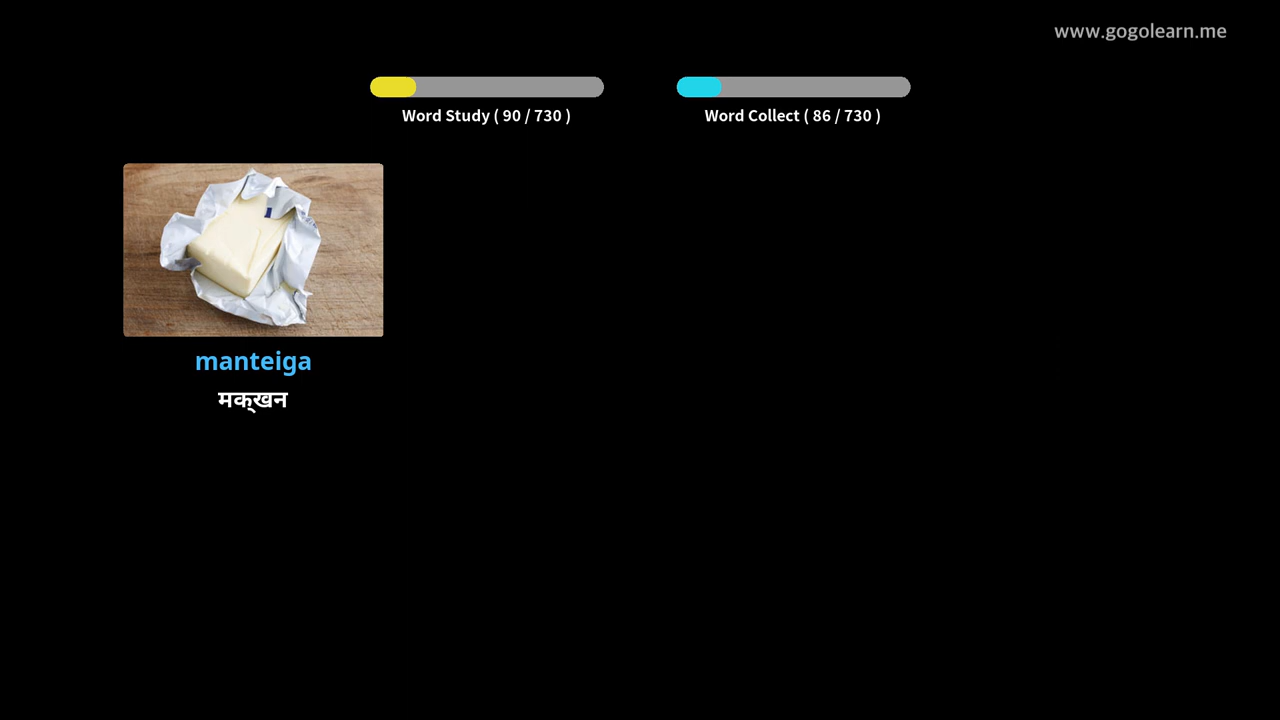 www.gogolearn.me
Word Study ( 90 / 730 )
Word Collect ( 86 / 730 )
manteiga
मक्खन